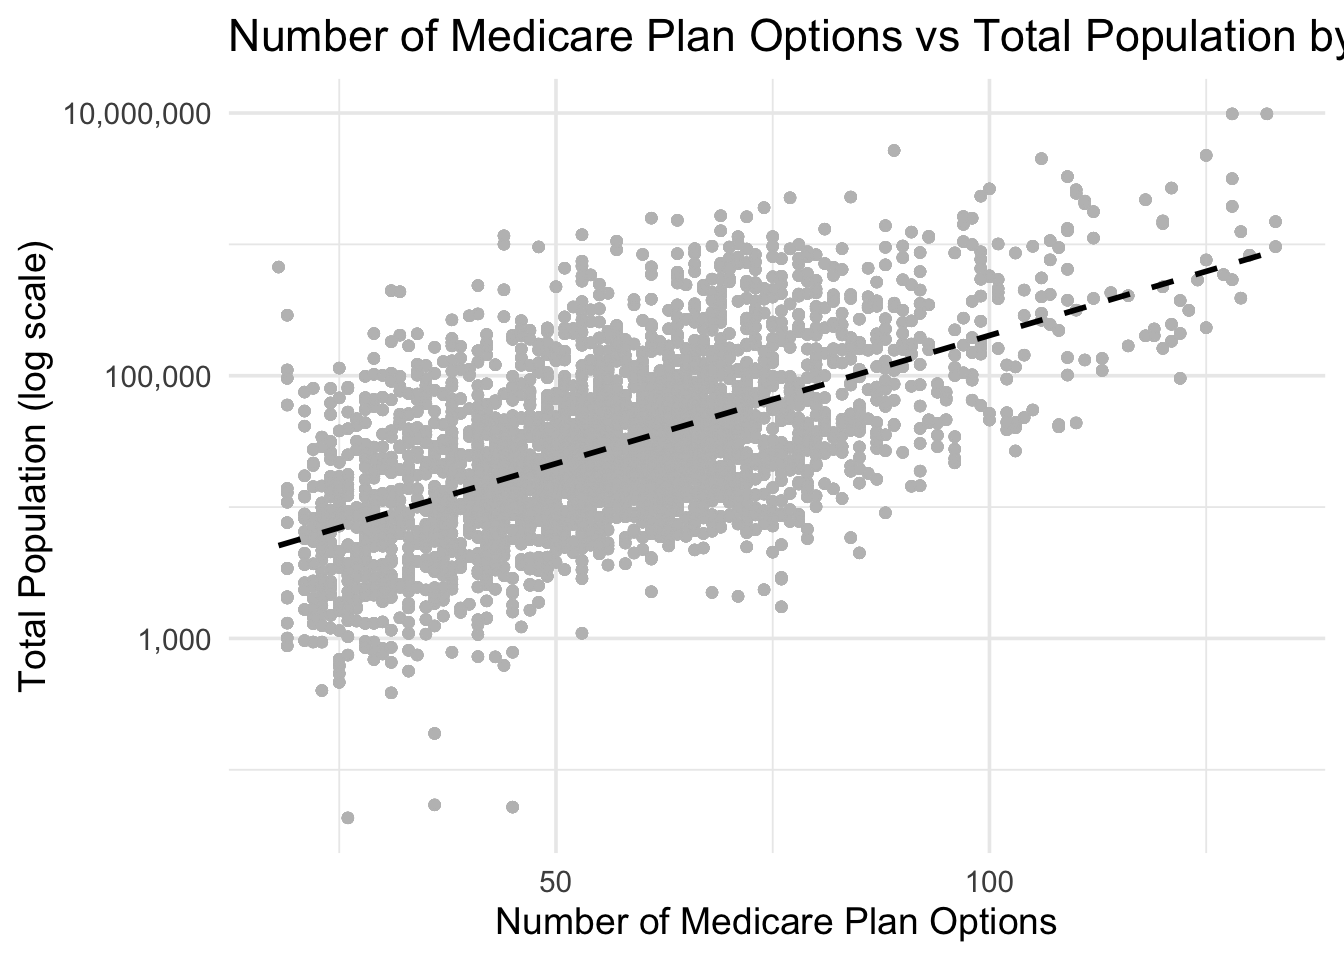 Number of Medicare Plan Options vs Total Population by
10,000,000
100,000
1,000
Total Population (log scale)
50
100
Number of Medicare Plan Options